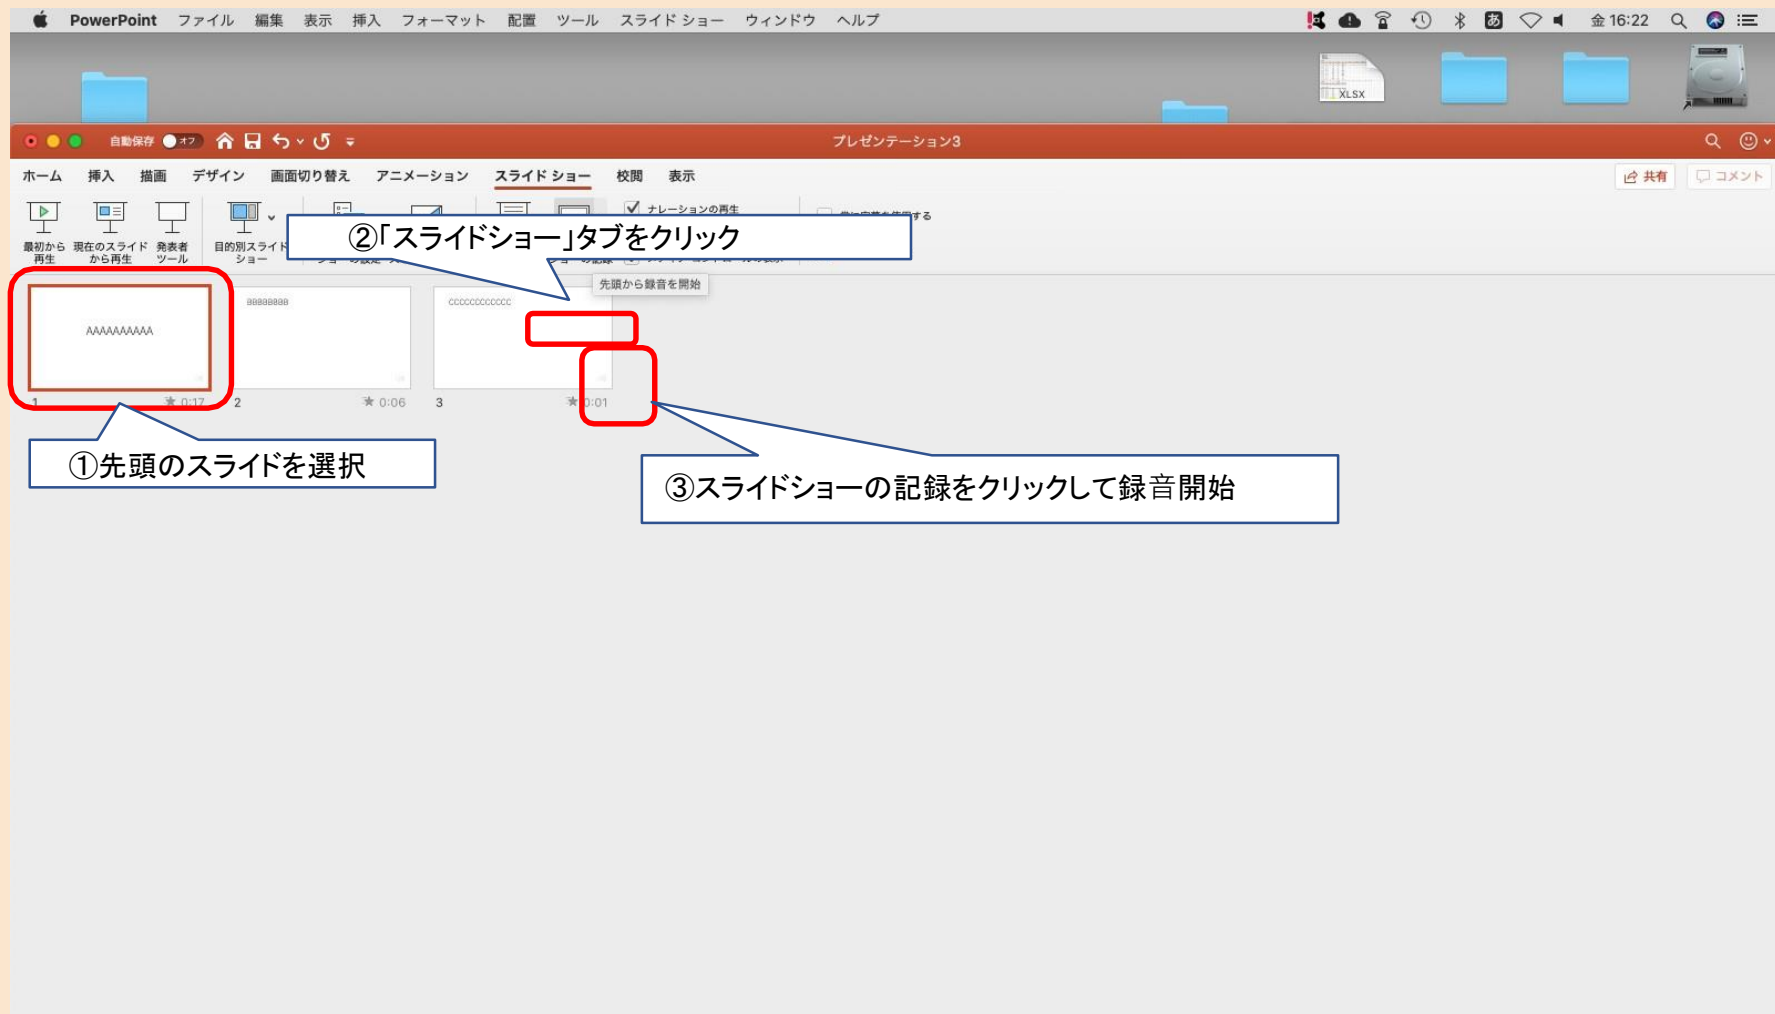 PowerPoint ファイル 編集 表示 挿入 フォーマット 配置 ツール スライド ショー ウィンドウ ヘルプ
あ 金 16:22
XLSX
自動保存 オフ プレゼンテーション3
ホーム 挿入 描画 デザイン 画面切り替え アニメーション スライド ショー 校閲 表示 共有 コメント
ナレーションの再生
最初から再生
現在のスライドから再生
発表者ツール
目的別スライドショー
②「スライドショー」タブをクリック
先頭から録音を開始
AAAAAAAAAA
BBBBBBBB
CCCCCCCCCCCC
1 0:17 2 0:06 3 0:01
①先頭のスライドを選択
③スライドショーの記録をクリックして録音開始